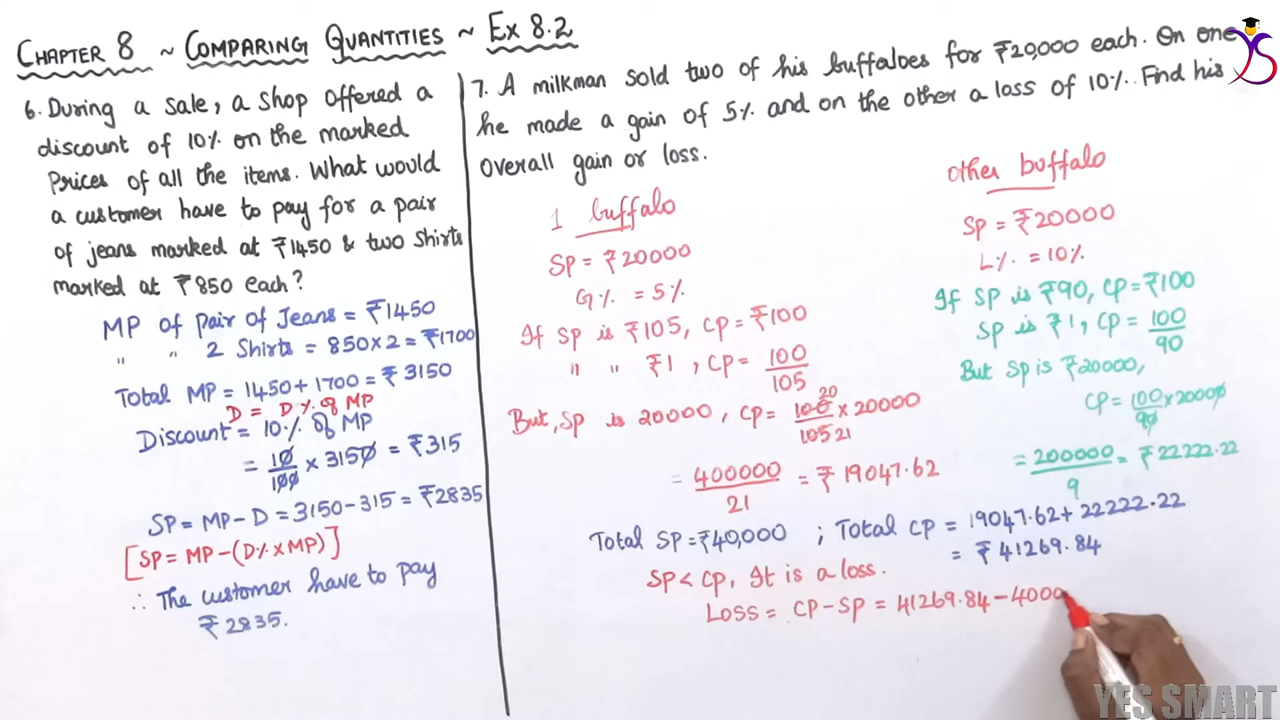 CHAPTER 8 ~ COMPARING QUANTITIES ~ Ex 8.2
6. During a sale, a shop offered a
discount of 10% on the marked
Prices of all the items. What would
a customer have to pay for a pair
of jeans marked at ₹1450 & two shirts
marked at ₹850 each?
MP of pair of Jeans = ₹1450
" " 2 Shirts = 850×2 = ₹1700
Total MP = 1450+1700 = ₹3150
D = D% of MP
Discount = 10% of MP
= 10/100 × 3150 = ₹315
SP = MP-D = 3150-315 = ₹2835
[SP = MP-(D%×MP)]
∴ The customer have to pay
₹2835.
7. A milkman sold two of his buffaloes for ₹20,000 each. On one
he made a gain of 5% and on the other a loss of 10%. Find his
overall gain or loss.
1 buffalo
SP = ₹20000
G% = 5%
If SP is ₹105, CP = ₹100
" " ₹1, CP = 100/105
But, SP is 20000, CP = 100 20/105 21 × 20000
= 400000/21 = ₹19047.62
other buffalo
SP = ₹20000
L% = 10%
If SP is ₹90, CP = ₹100
SP is ₹1, CP = 100/90
But SP is ₹20000,
CP = 100/90 × 20000
= 200000/9 = ₹22222.22
Total SP = ₹40,000 ; Total CP = 19047.62+22222.22
= ₹41269.84
SP < CP, It is a loss.
Loss = CP-SP = 41269.84-4000
YES SMART
YS